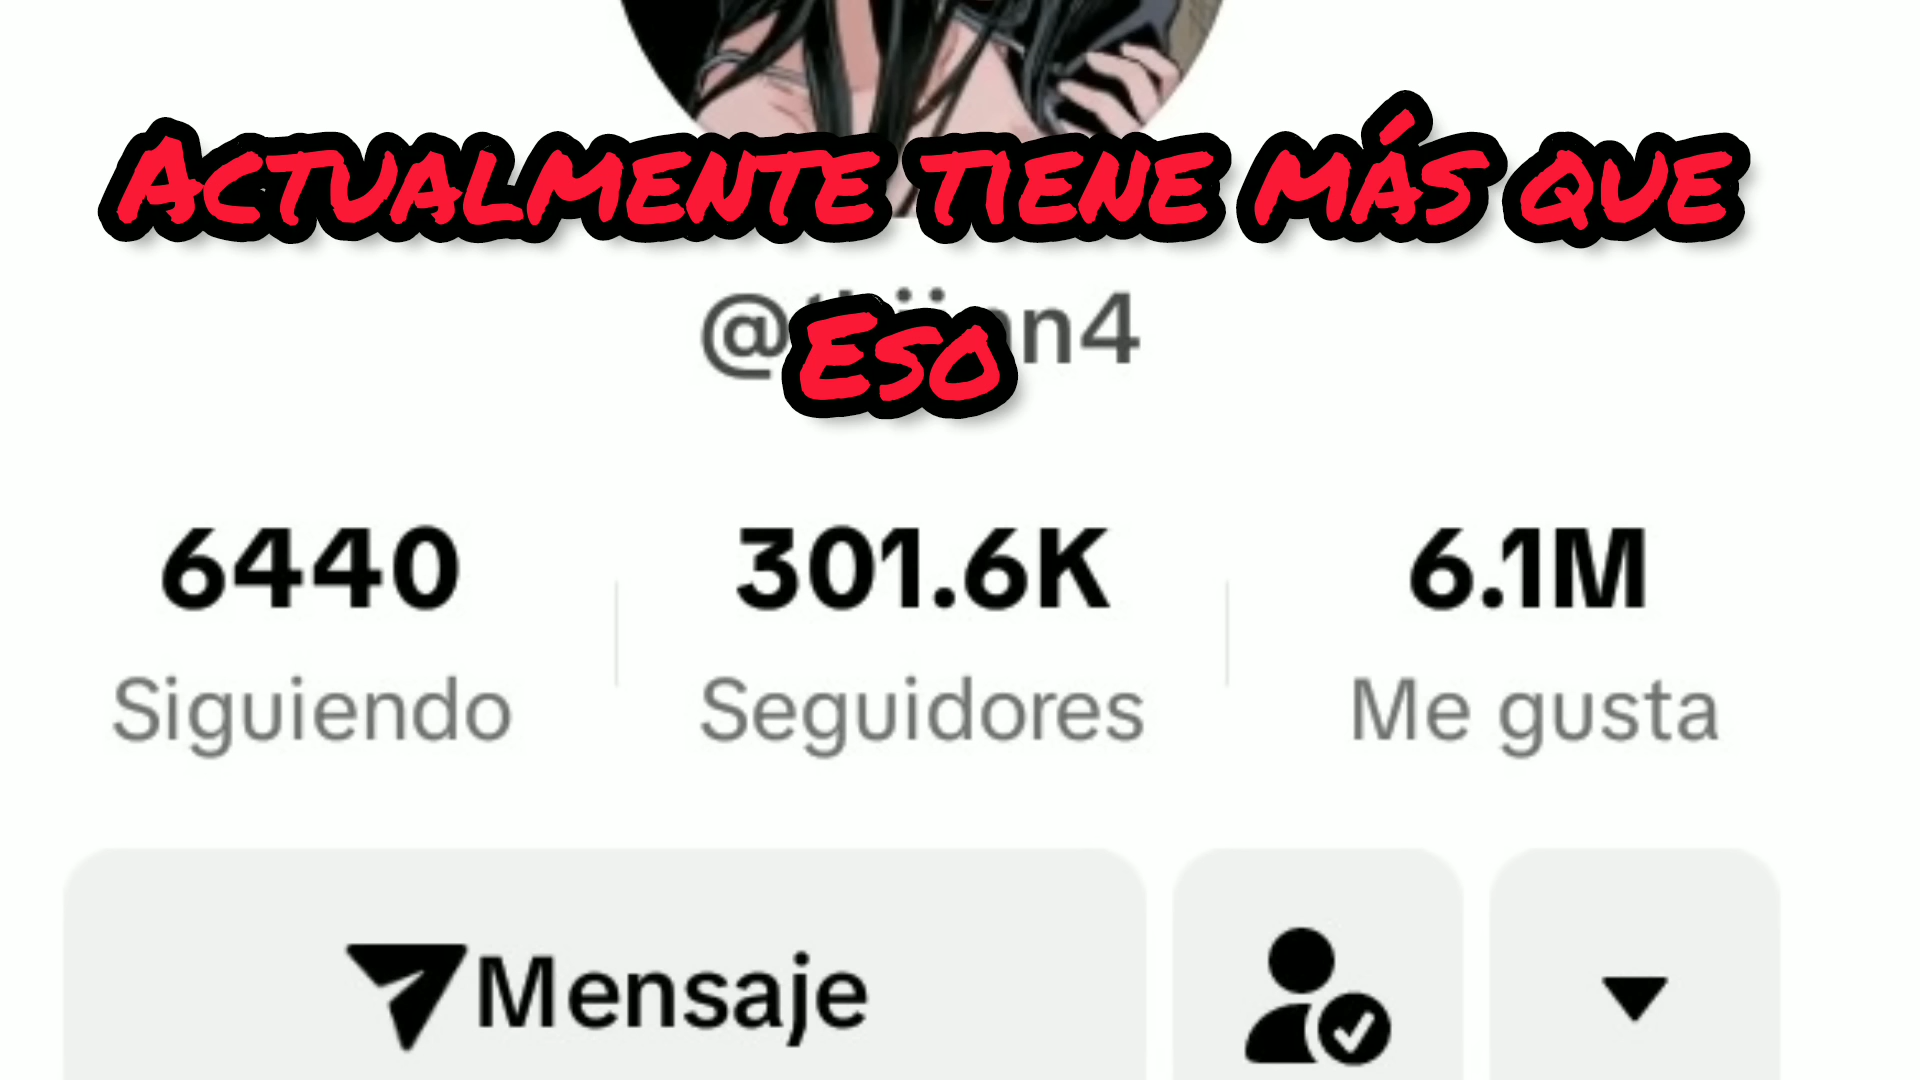 Actualmente tiene más que
Eso
6440 301.6K 6.1M
Siguiendo Seguidores Me gusta
Mensaje